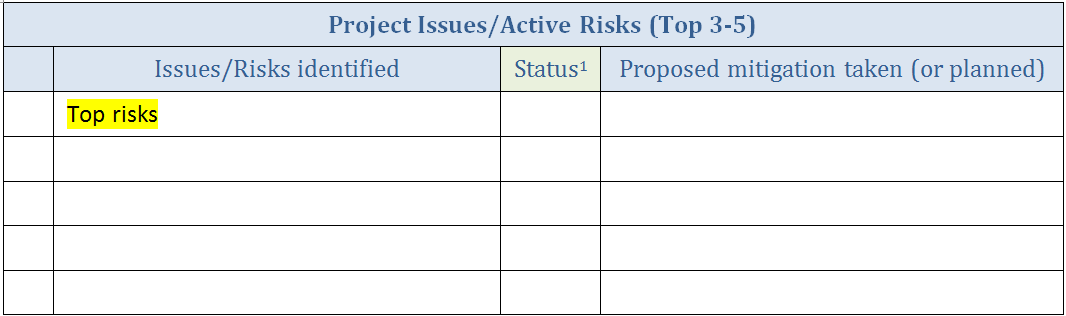 Project Issues/Active Risks (Top 3-5)
Issues/Risks identified Status¹ Proposed mitigation taken (or planned)
Top risks